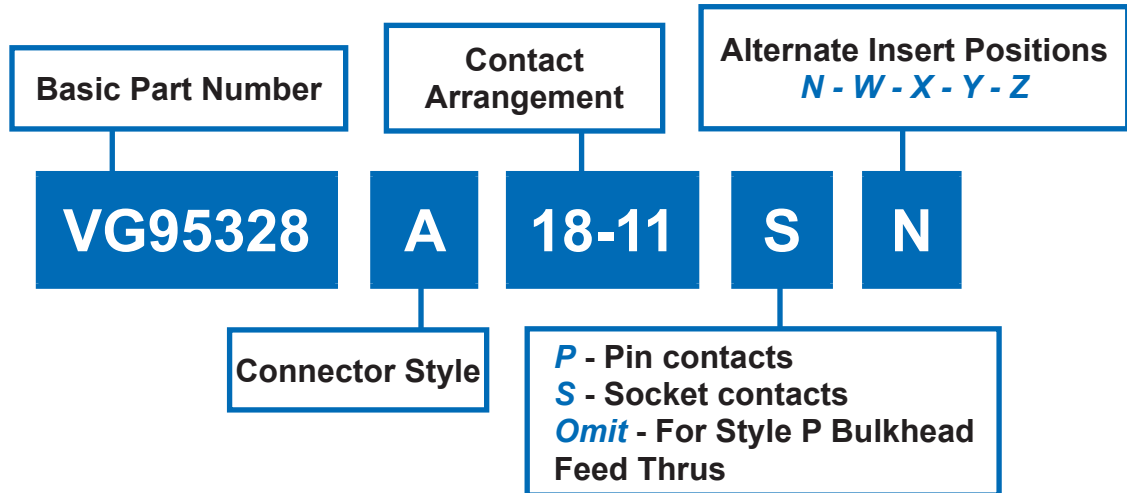 Basic Part Number
Contact
Arrangement
Alternate Insert Positions
N - W - X - Y - Z
VG95328 A 18-11 S N
Connector Style
P - Pin contacts
S - Socket contacts
Omit - For Style P Bulkhead
Feed Thrus